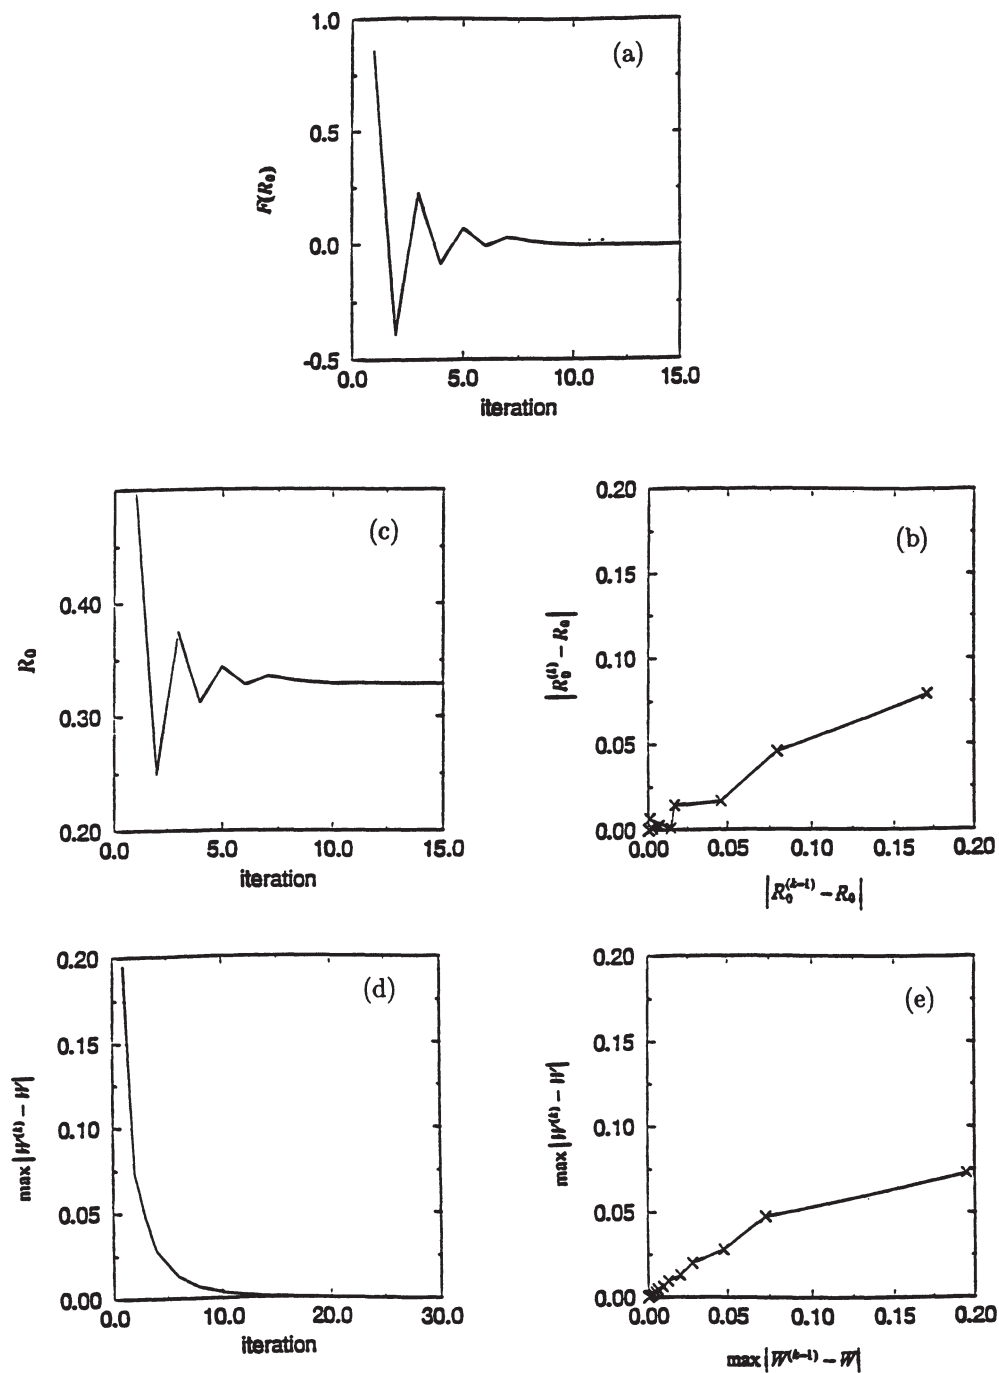 1.0
(a)
0.5
F(R₀)
0.0
-0.5
0.0 5.0 10.0 15.0
iteration
(c)
0.40
R₀
0.30
0.20
0.0 5.0 10.0 15.0
iteration
0.20
(b)
0.15
|R₀^(k) − R₀|
0.10
0.05
0.00
0.00 0.05 0.10 0.15 0.20
|R₀^(k−1) − R₀|
0.20
(d)
0.15
max |W^(k) − W|
0.10
0.05
0.00
0.0 10.0 20.0 30.0
iteration
0.20
(e)
0.15
max |W^(k) − W|
0.10
0.05
0.00
0.00 0.05 0.10 0.15 0.20
max |W^(k−1) − W|